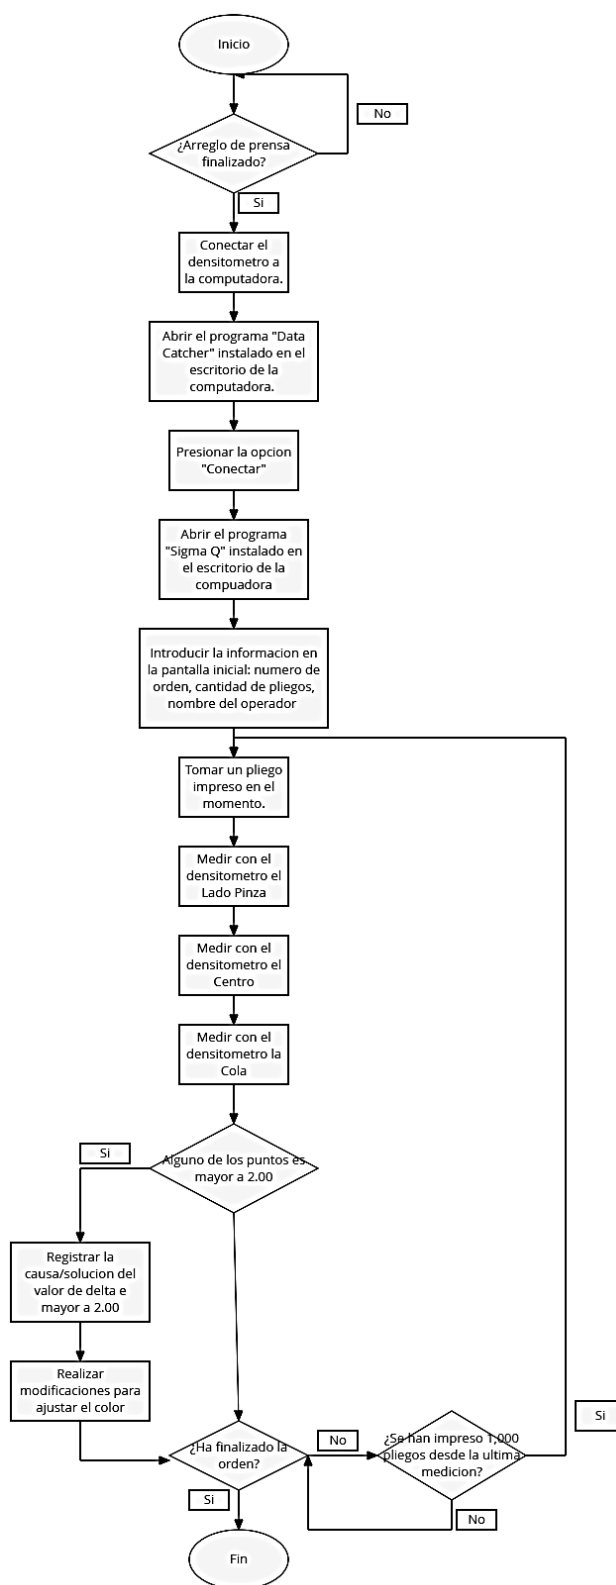 Inicio
No
¿Arreglo de prensa
finalizado?
Si
Conectar el
densitometro a
la computadora.
Abrir el programa "Data
Catcher" instalado en el
escritorio de la
computadora.
Presionar la opcion
"Conectar"
Abrir el programa
"Sigma Q" instalado en
el escritorio de la
compuadora
Introducir la informacion en
la pantalla inicial: numero de
orden, cantidad de pliegos,
nombre del operador
Tomar un pliego
impreso en el
momento.
Medir con el
densitometro el
Lado Pinza
Medir con el
densitometro el
Centro
Medir con el
densitometro la
Cola
Si
Alguno de los puntos es
mayor a 2.00
Registrar la
causa/solucion del
valor de delta e
mayor a 2.00
Realizar
modificaciones para
ajustar el color
¿Ha finalizado la
orden?
No
¿Se han impreso 1,000
pliegos desde la ultima
medicion?
Si
Si
No
Fin